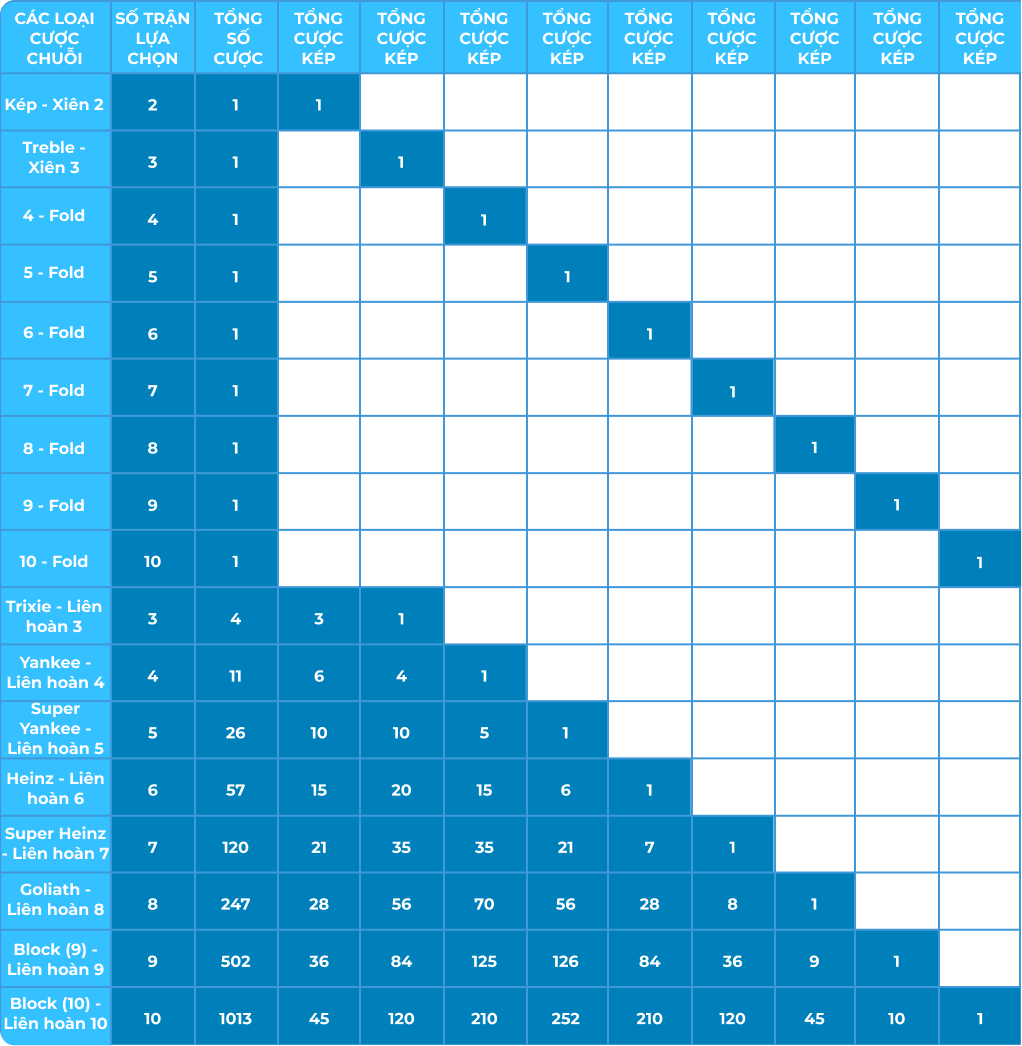 CÁC LOẠI CƯỢC CHUỖI SỐ TRẬN LỰA CHỌN TỔNG SỐ CƯỢC TỔNG CƯỢC KÉP TỔNG CƯỢC KÉP TỔNG CƯỢC KÉP TỔNG CƯỢC KÉP TỔNG CƯỢC KÉP TỔNG CƯỢC KÉP TỔNG CƯỢC KÉP TỔNG CƯỢC KÉP TỔNG CƯỢC KÉP
Kép - Xiên 2 2 1 1
Treble - Xiên 3 3 1 1
4 - Fold 4 1 1
5 - Fold 5 1 1
6 - Fold 6 1 1
7 - Fold 7 1 1
8 - Fold 8 1 1
9 - Fold 9 1 1
10 - Fold 10 1 1
Trixie - Liên hoàn 3 3 4 3 1
Yankee - Liên hoàn 4 4 11 6 4 1
Super Yankee - Liên hoàn 5 5 26 10 10 5 1
Heinz - Liên hoàn 6 6 57 15 20 15 6 1
Super Heinz - Liên hoàn 7 7 120 21 35 35 21 7 1
Goliath - Liên hoàn 8 8 247 28 56 70 56 28 8 1
Block (9) - Liên hoàn 9 9 502 36 84 125 126 84 36 9 1
Block (10) - Liên hoàn 10 10 1013 45 120 210 252 210 120 45 10 1